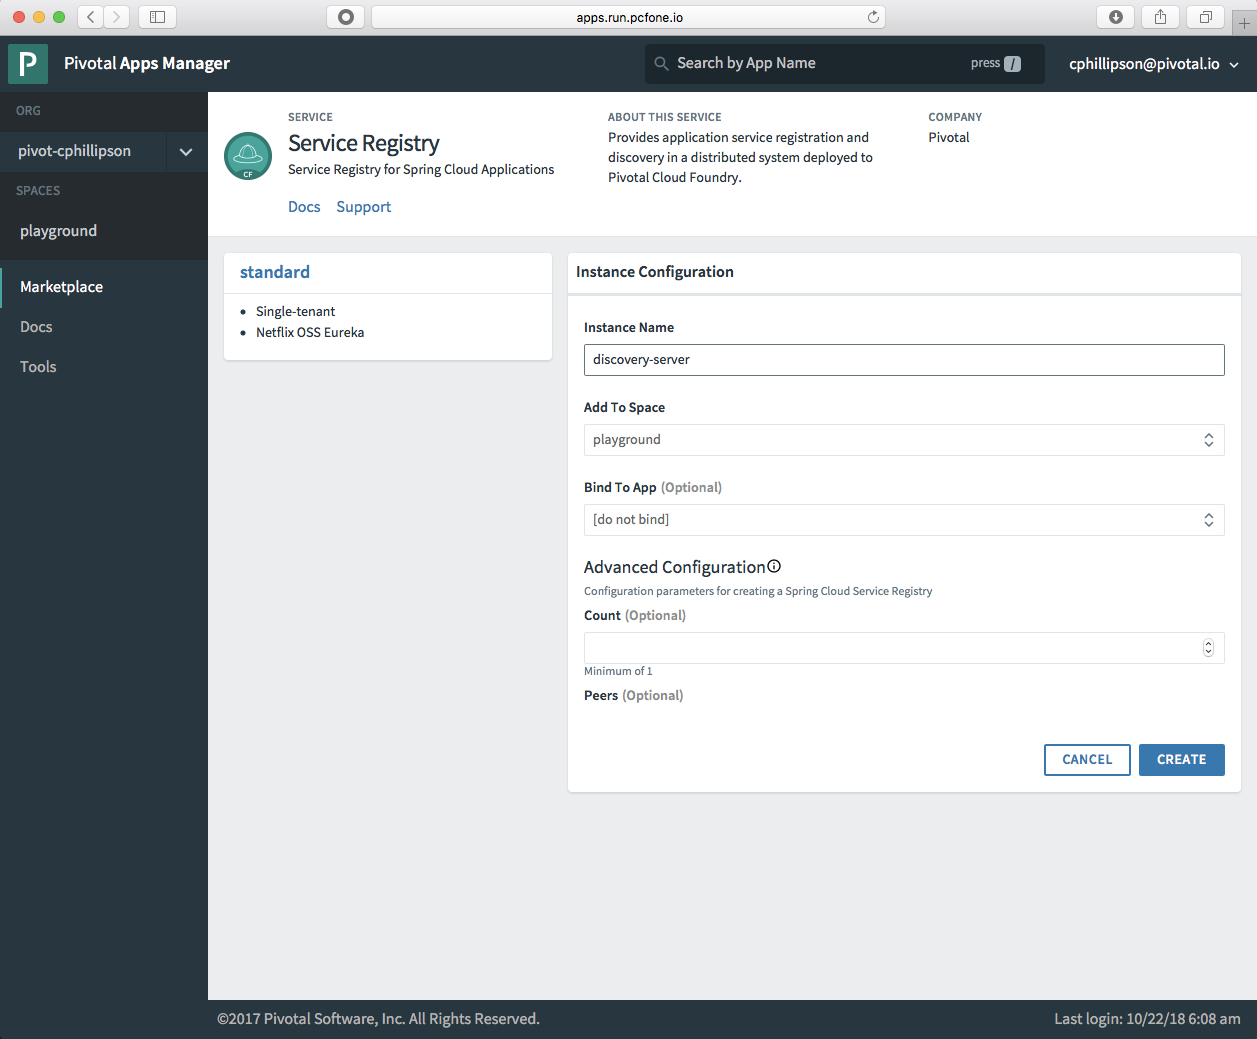 apps.run.pcfone.io
P
Pivotal Apps Manager
Search by App Name
press /
cphillipson@pivotal.io
ORG
pivot-cphillipson
SPACES
playground
Marketplace
Docs
Tools
CF
SERVICE
Service Registry
Service Registry for Spring Cloud Applications
Docs Support
ABOUT THIS SERVICE
Provides application service registration and
discovery in a distributed system deployed to
Pivotal Cloud Foundry.
COMPANY
Pivotal
standard
Single-tenant
Netflix OSS Eureka
Instance Configuration
Instance Name
discovery-server
Add To Space
playground
Bind To App (Optional)
[do not bind]
Advanced Configuration
Configuration parameters for creating a Spring Cloud Service Registry
Count (Optional)
Minimum of 1
Peers (Optional)
CANCEL CREATE
©2017 Pivotal Software, Inc. All Rights Reserved.
Last login: 10/22/18 6:08 am